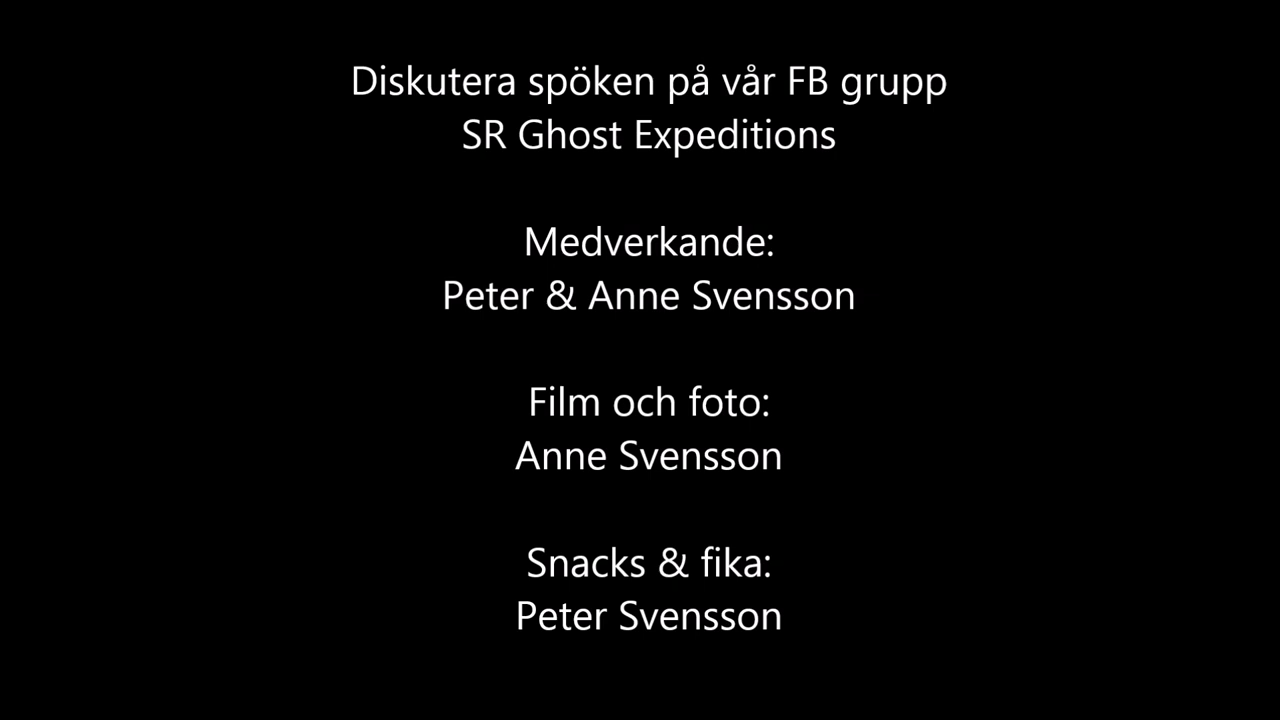 Diskutera spöken på vår FB grupp
SR Ghost Expeditions
Medverkande:
Peter & Anne Svensson
Film och foto:
Anne Svensson
Snacks & fika:
Peter Svensson